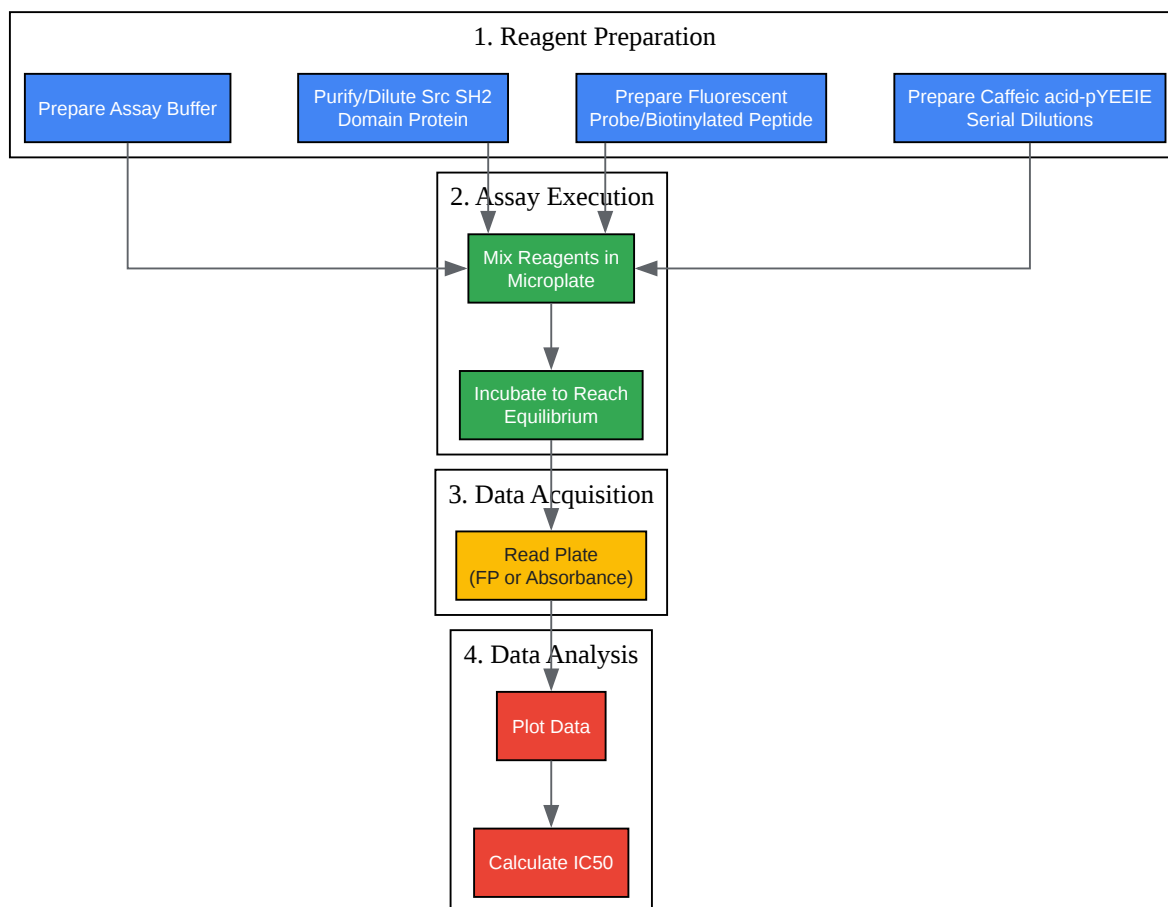 1. Reagent Preparation
Prepare Assay Buffer
Purify/Dilute Src SH2
Domain Protein
Prepare Fluorescent
Probe/Biotinylated Peptide
Prepare Caffeic acid-pYEEIE
Serial Dilutions
2. Assay Execution
Mix Reagents in
Microplate
Incubate to Reach
Equilibrium
3. Data Acquisition
Read Plate
(FP or Absorbance)
4. Data Analysis
Plot Data
Calculate IC50